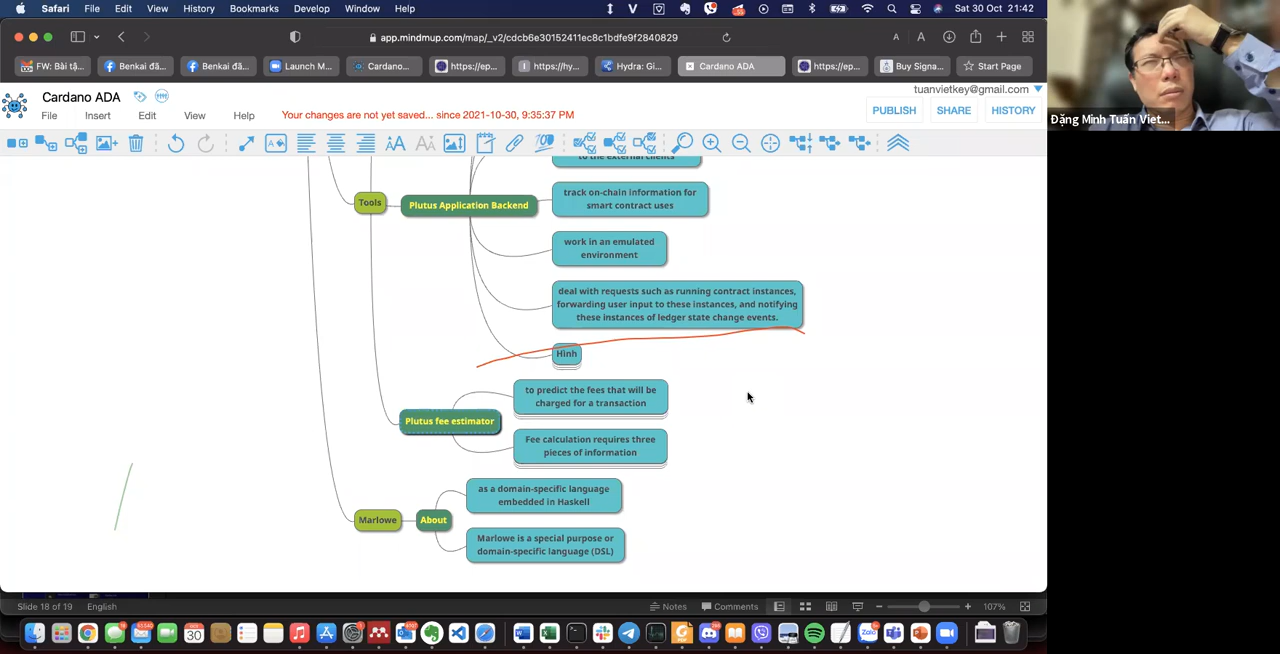 Safari File Edit View History Bookmarks Develop Window Help
Sat 30 Oct 21:42
app.mindmup.com/map/_v2/cdcb6e30152411ec8c1bdfe9f2840829
FW: Bài tậ...
Benkai đã...
Benkai đã...
Launch M...
Cardano...
https://ep...
https://hy...
Hydra: Gi...
Cardano ADA
https://ep...
Buy Signa...
Start Page
Cardano ADA
tuanvietkey@gmail.com
File Insert Edit View Help
Your changes are not yet saved... since 2021-10-30, 9:35:37 PM
PUBLISH SHARE HISTORY
Đặng Minh Tuấn Viet...
to the external clients
Tools
Plutus Application Backend
track on-chain information for
smart contract uses
work in an emulated
environment
deal with requests such as running contract instances,
forwarding user input to these instances, and notifying
these instances of ledger state change events.
Hình
Plutus fee estimator
to predict the fees that will be
charged for a transaction
Fee calculation requires three
pieces of information
Marlowe
About
as a domain-specific language
embedded in Haskell
Marlowe is a special purpose or
domain-specific language (DSL)
Slide 18 of 19 English
Notes Comments
107%